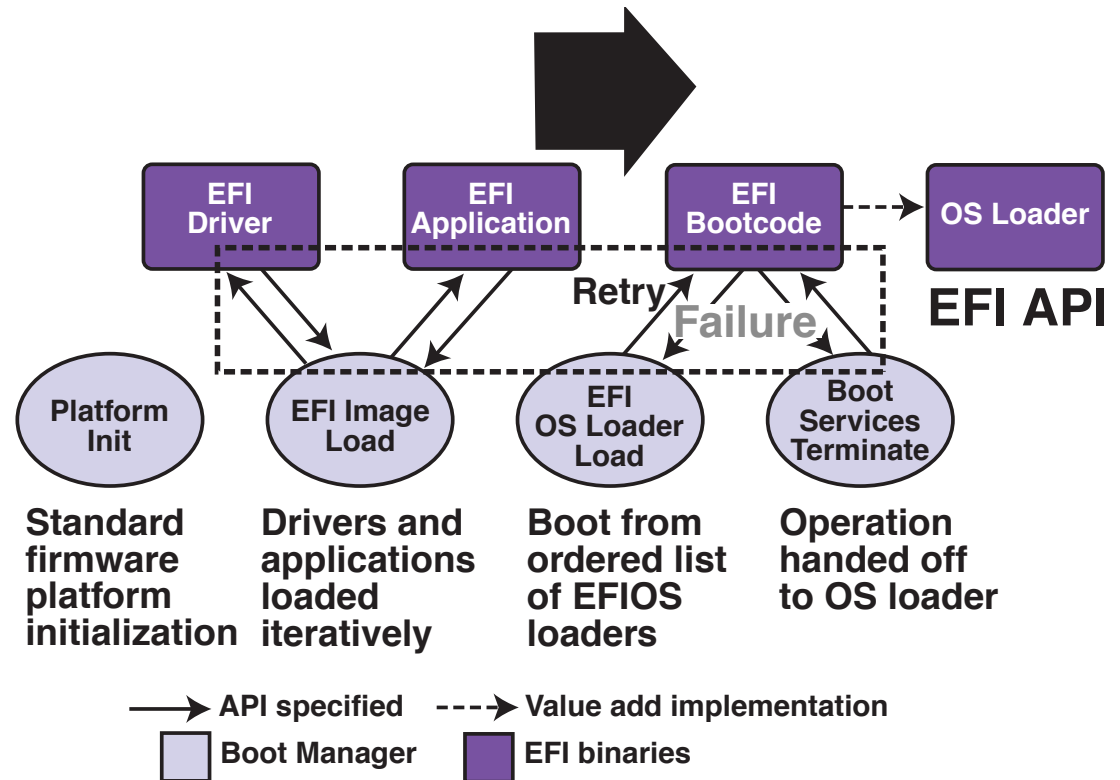 EFI
Driver
EFI
Application
EFI
Bootcode
OS Loader
Retry
Failure
EFI API
Platform
Init
EFI Image
Load
EFI
OS Loader
Load
Boot
Services
Terminate
Standard
firmware
platform
initialization
Drivers and
applications
loaded
iteratively
Boot from
ordered list
of EFIOS
loaders
Operation
handed off
to OS loader
API specified
Value add implementation
Boot Manager
EFI binaries